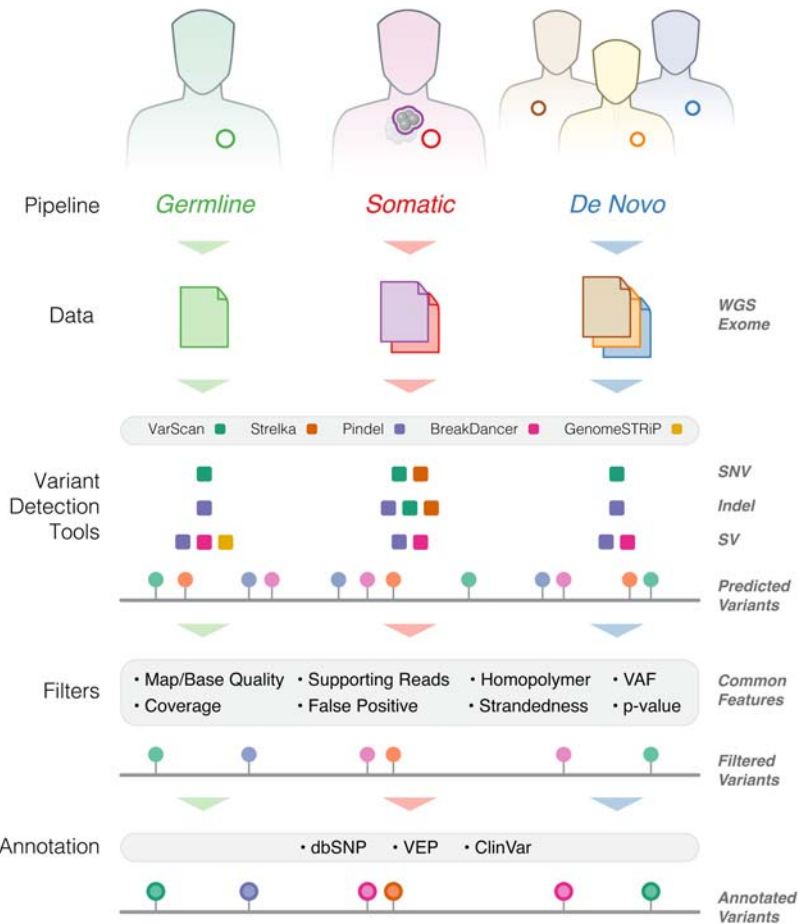 Pipeline Germline Somatic De Novo
Data
WGS
Exome
VarScan Strelka Pindel BreakDancer GenomeSTRiP
Variant
Detection
Tools
SNV
Indel
SV
Predicted
Variants
Filters
• Map/Base Quality • Supporting Reads • Homopolymer • VAF
• Coverage • False Positive • Strandedness • p-value
Common
Features
Filtered
Variants
Annotation
• dbSNP • VEP • ClinVar
Annotated
Variants